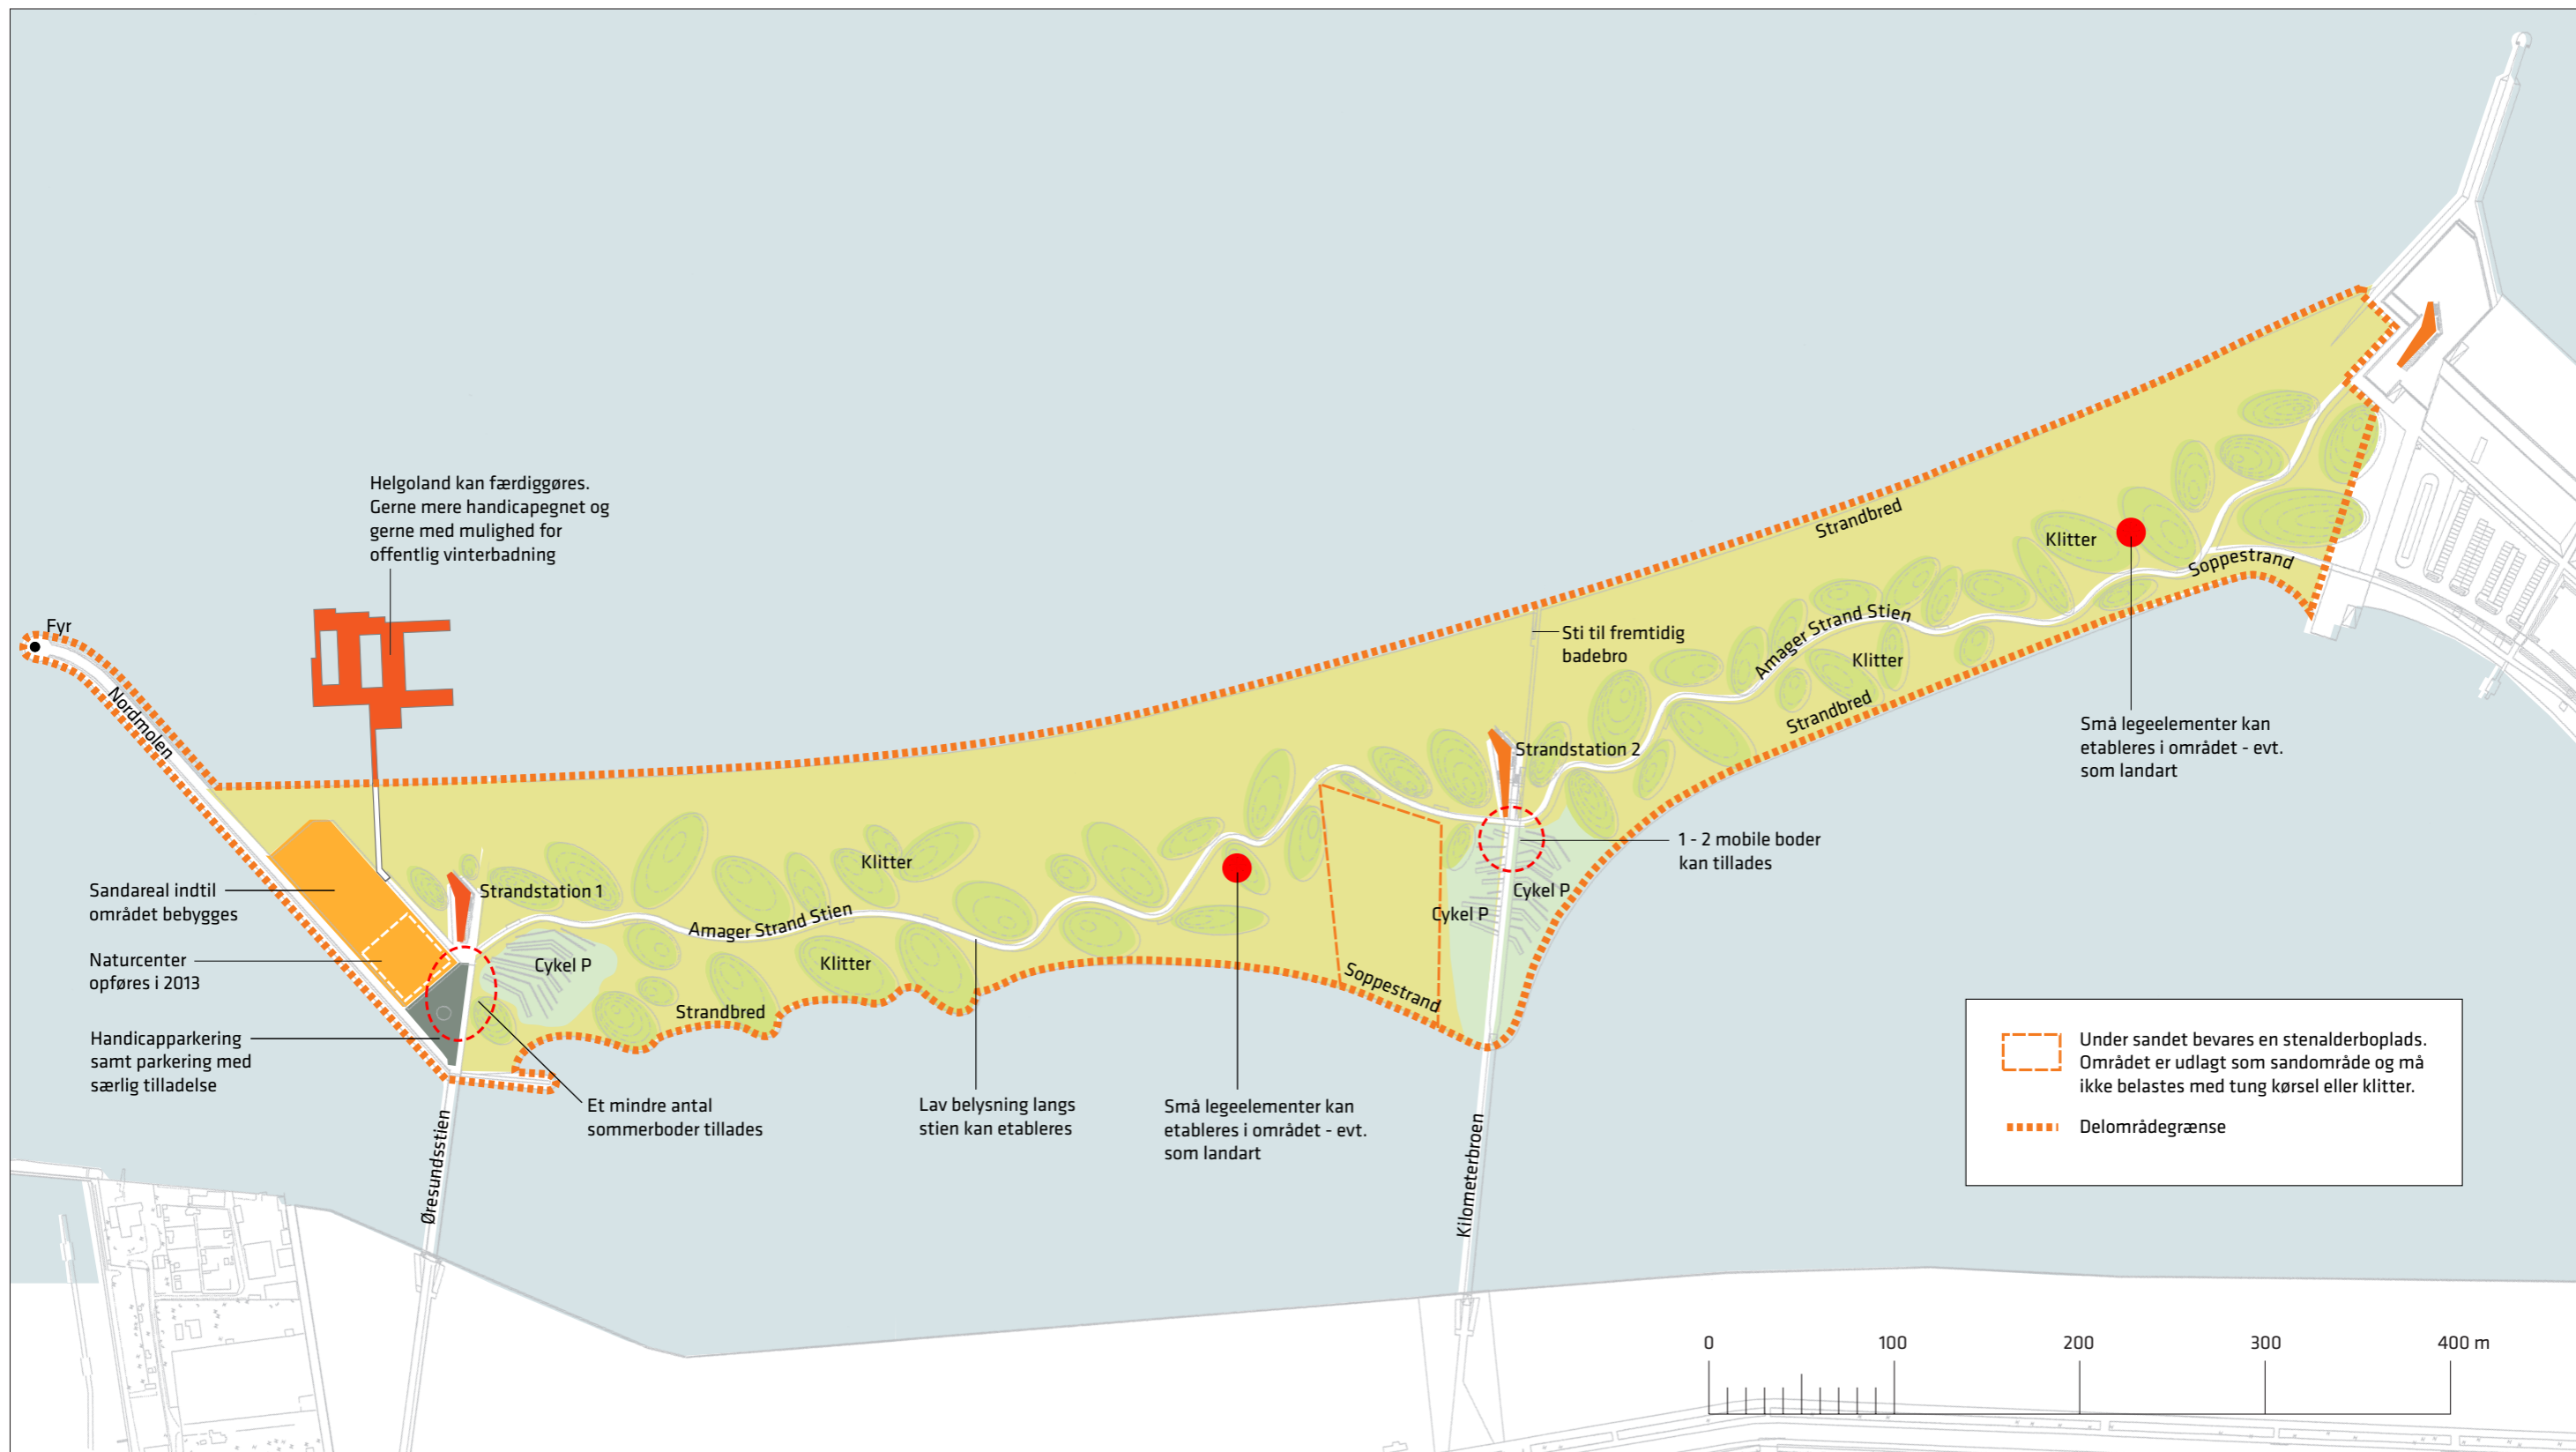 Helgoland kan færdiggøres.
Gerne mere handicapegnet og
gerne med mulighed for
offentlig vinterbadning
Fyr
Nordmolen
Strandbred
Klitter
Soppestrand
Amager Strand Stien
Klitter
Strandbred
Sti til fremtidig
badebro
Små legeelementer kan
etableres i området - evt.
som landart
Strandstation 2
1 - 2 mobile boder
kan tillades
Cykel P
Cykel P
Klitter
Strandstation 1
Sandareal indtil
området bebygges
Amager Strand Stien
Naturcenter
opføres i 2013
Cykel P
Klitter
Soppestrand
Strandbred
Handicapparkering
samt parkering med
særlig tilladelse
Et mindre antal
sommerboder tillades
Lav belysning langs
stien kan etableres
Små legeelementer kan
etableres i området - evt.
som landart
Øresundsstien
Kilometerbroen
Under sandet bevares en stenalderboplads.
Området er udlagt som sandområde og må
ikke belastes med tung kørsel eller klitter.
Delområdegrænse
0 100 200 300 400 m